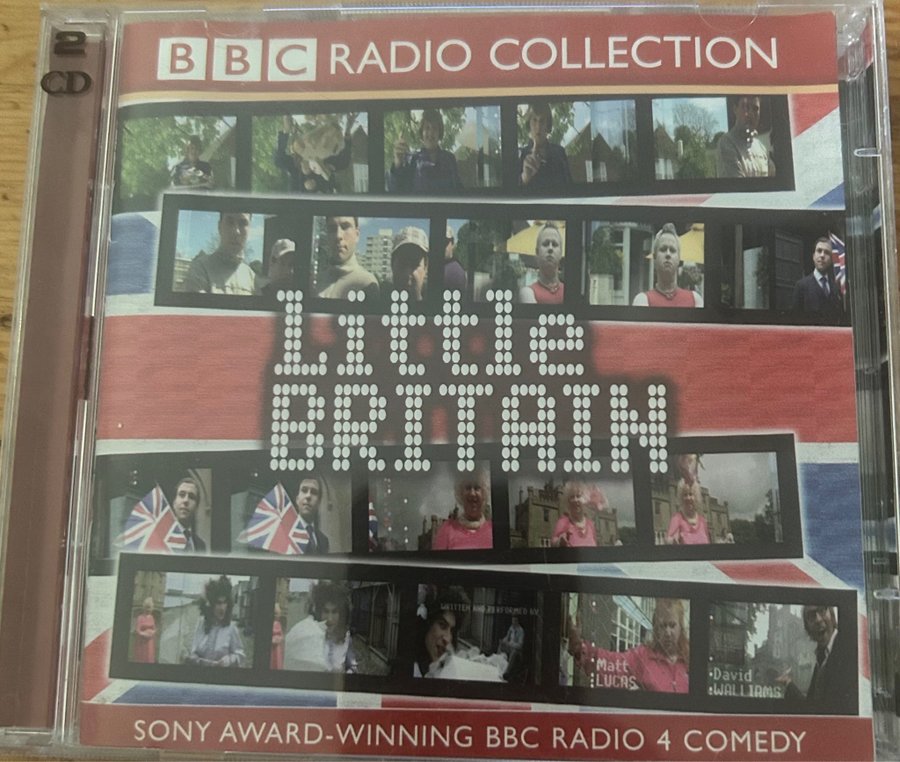 2
CD
BBC RADIO COLLECTION
Little
BRITAIN
WRITTEN AND PERFORMED BY
Matt
LUCAS
David
WALLIAMS
SONY AWARD-WINNING BBC RADIO 4 COMEDY